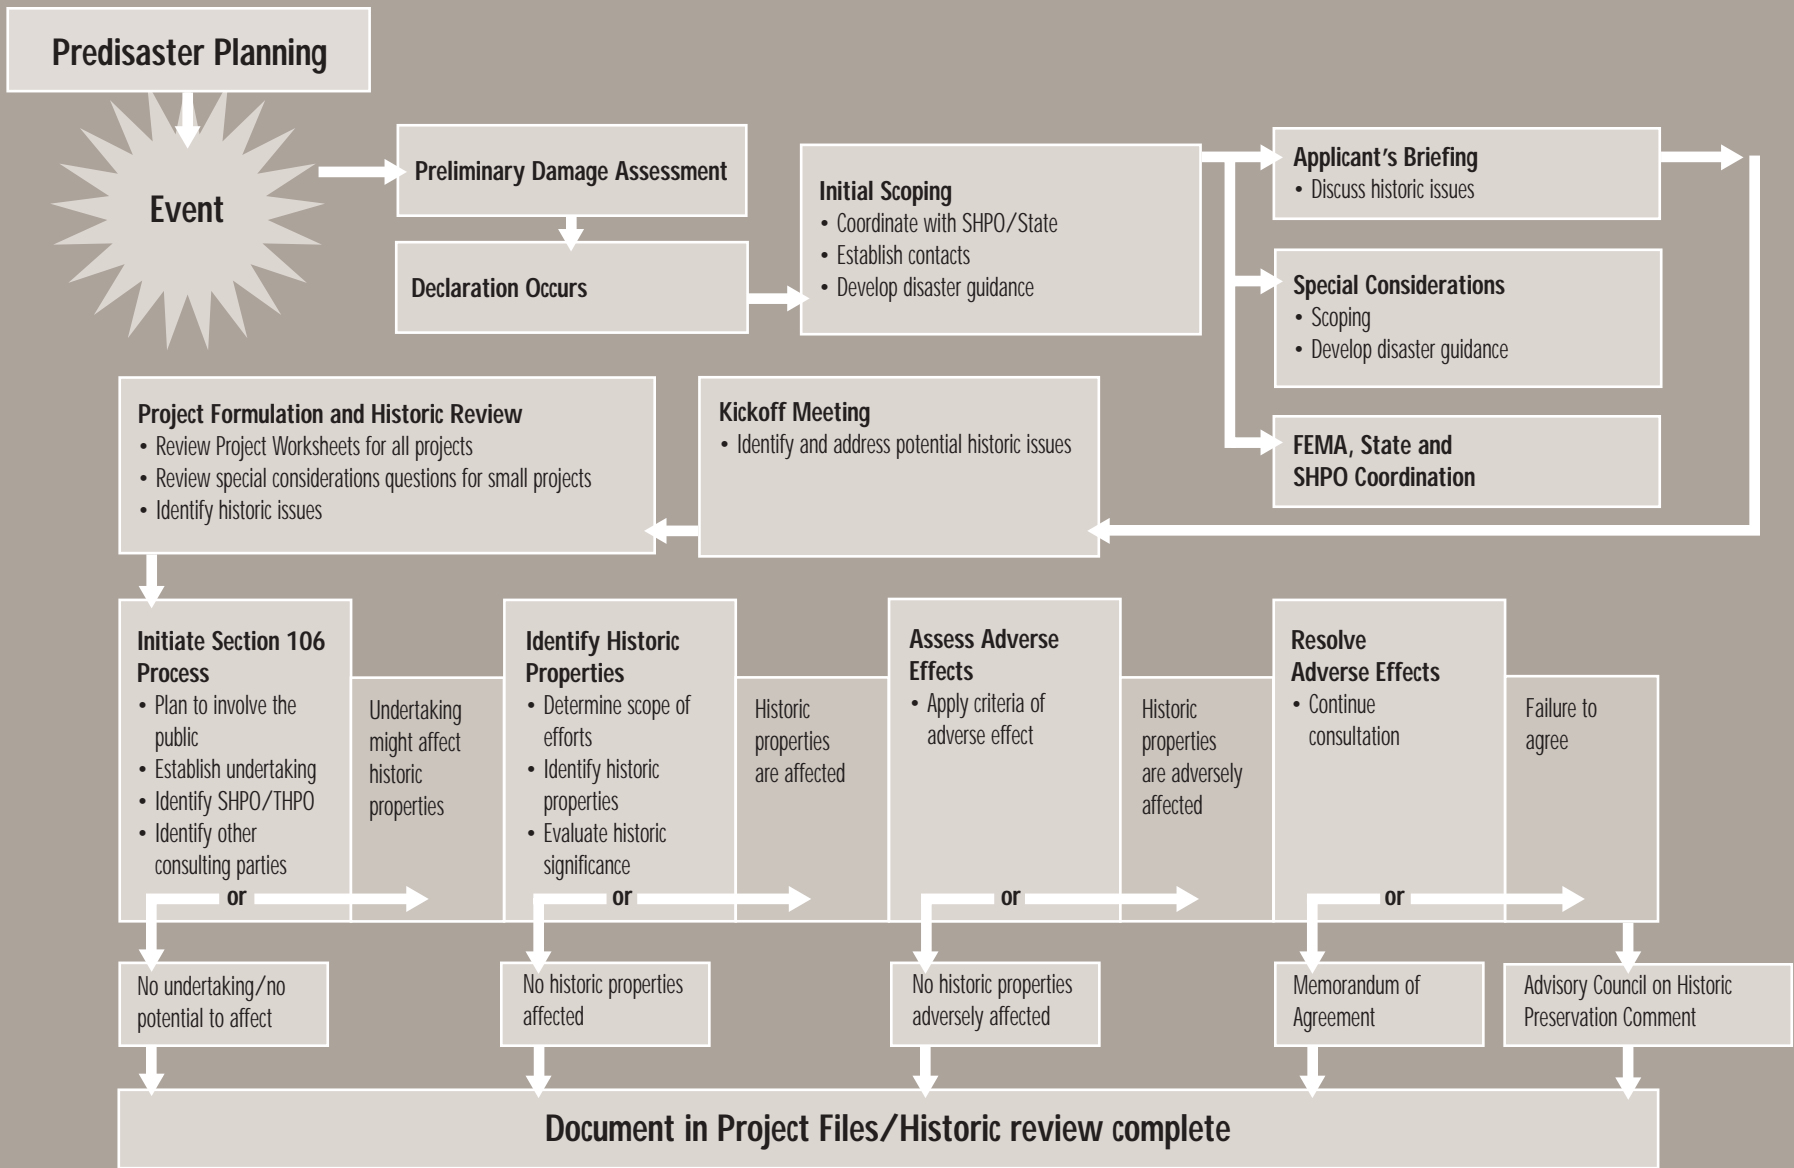 Predisaster Planning
Event
Preliminary Damage Assessment
Declaration Occurs
Initial Scoping
• Coordinate with SHPO/State
• Establish contacts
• Develop disaster guidance
Applicant's Briefing
• Discuss historic issues
Special Considerations
• Scoping
• Develop disaster guidance
FEMA, State and
SHPO Coordination
Kickoff Meeting
• Identify and address potential historic issues
Project Formulation and Historic Review
• Review Project Worksheets for all projects
• Review special considerations questions for small projects
• Identify historic issues
Initiate Section 106
Process
• Plan to involve the
public
• Establish undertaking
• Identify SHPO/THPO
• Identify other
consulting parties
or
Undertaking
might affect
historic
properties
Identify Historic
Properties
• Determine scope of
efforts
• Identify historic
properties
• Evaluate historic
significance
or
Historic
properties
are affected
Assess Adverse
Effects
• Apply criteria of
adverse effect
or
Historic
properties
are adversely
affected
Resolve
Adverse Effects
• Continue
consultation
or
Failure to
agree
No undertaking/no
potential to affect
No historic properties
affected
No historic properties
adversely affected
Memorandum of
Agreement
Advisory Council on Historic
Preservation Comment
Document in Project Files/Historic review complete